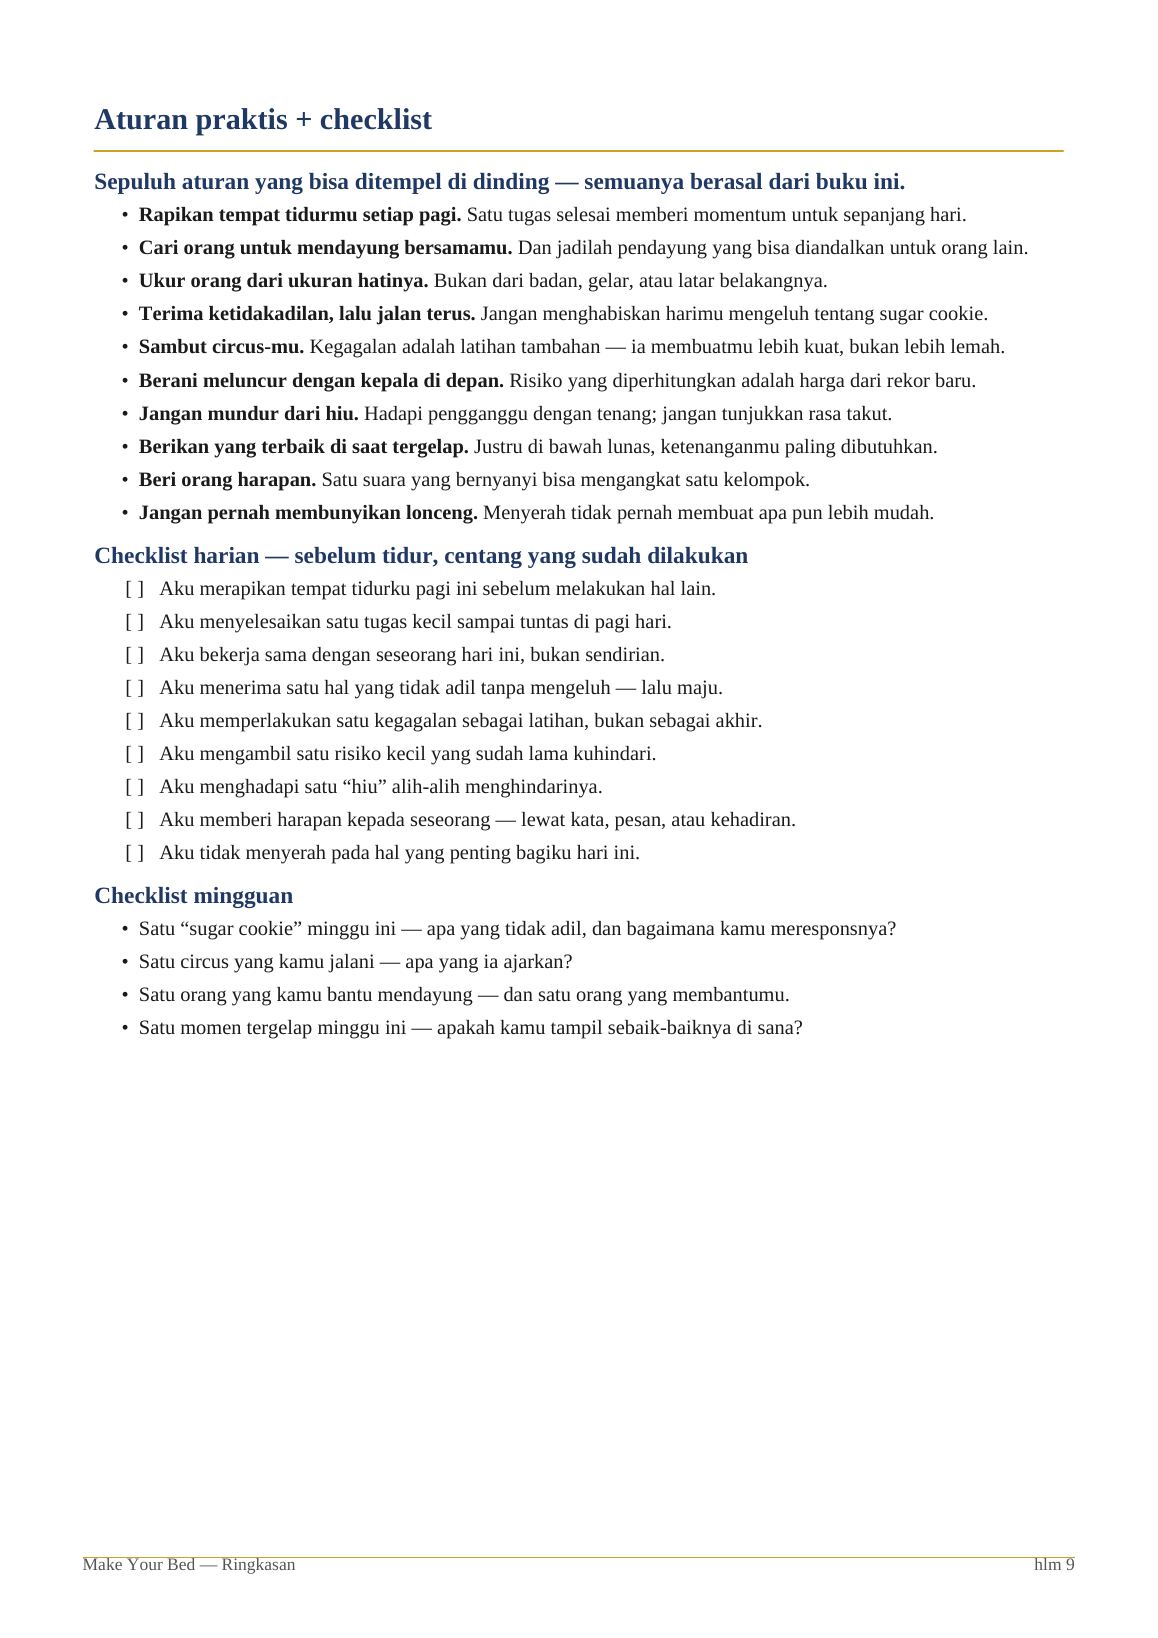 Aturan praktis + checklist
Sepuluh aturan yang bisa ditempel di dinding — semuanya berasal dari buku ini.
• Rapikan tempat tidurmu setiap pagi. Satu tugas selesai memberi momentum untuk sepanjang hari.
• Cari orang untuk mendayung bersamamu. Dan jadilah pendayung yang bisa diandalkan untuk orang lain.
• Ukur orang dari ukuran hatinya. Bukan dari badan, gelar, atau latar belakangnya.
• Terima ketidakadilan, lalu jalan terus. Jangan menghabiskan harimu mengeluh tentang sugar cookie.
• Sambut circus-mu. Kegagalan adalah latihan tambahan — ia membuatmu lebih kuat, bukan lebih lemah.
• Berani meluncur dengan kepala di depan. Risiko yang diperhitungkan adalah harga dari rekor baru.
• Jangan mundur dari hiu. Hadapi pengganggu dengan tenang; jangan tunjukkan rasa takut.
• Berikan yang terbaik di saat tergelap. Justru di bawah lunas, ketenanganmu paling dibutuhkan.
• Beri orang harapan. Satu suara yang bernyanyi bisa mengangkat satu kelompok.
• Jangan pernah membunyikan lonceng. Menyerah tidak pernah membuat apa pun lebih mudah.
Checklist harian — sebelum tidur, centang yang sudah dilakukan
[ ] Aku merapikan tempat tidurku pagi ini sebelum melakukan hal lain.
[ ] Aku menyelesaikan satu tugas kecil sampai tuntas di pagi hari.
[ ] Aku bekerja sama dengan seseorang hari ini, bukan sendirian.
[ ] Aku menerima satu hal yang tidak adil tanpa mengeluh — lalu maju.
[ ] Aku memperlakukan satu kegagalan sebagai latihan, bukan sebagai akhir.
[ ] Aku mengambil satu risiko kecil yang sudah lama kuhindari.
[ ] Aku menghadapi satu “hiu” alih-alih menghindarinya.
[ ] Aku memberi harapan kepada seseorang — lewat kata, pesan, atau kehadiran.
[ ] Aku tidak menyerah pada hal yang penting bagiku hari ini.
Checklist mingguan
• Satu “sugar cookie” minggu ini — apa yang tidak adil, dan bagaimana kamu meresponsnya?
• Satu circus yang kamu jalani — apa yang ia ajarkan?
• Satu orang yang kamu bantu mendayung — dan satu orang yang membantumu.
• Satu momen tergelap minggu ini — apakah kamu tampil sebaik-baiknya di sana?
Make Your Bed — Ringkasan hlm 9